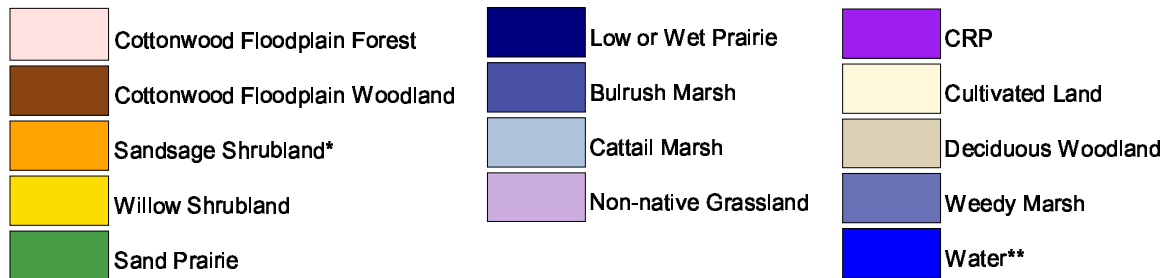 Cottonwood Floodplain Forest
Cottonwood Floodplain Woodland
Sandsage Shrubland*
Willow Shrubland
Sand Prairie
Low or Wet Prairie
Bulrush Marsh
Cattail Marsh
Non-native Grassland
CRP
Cultivated Land
Deciduous Woodland
Weedy Marsh
Water**